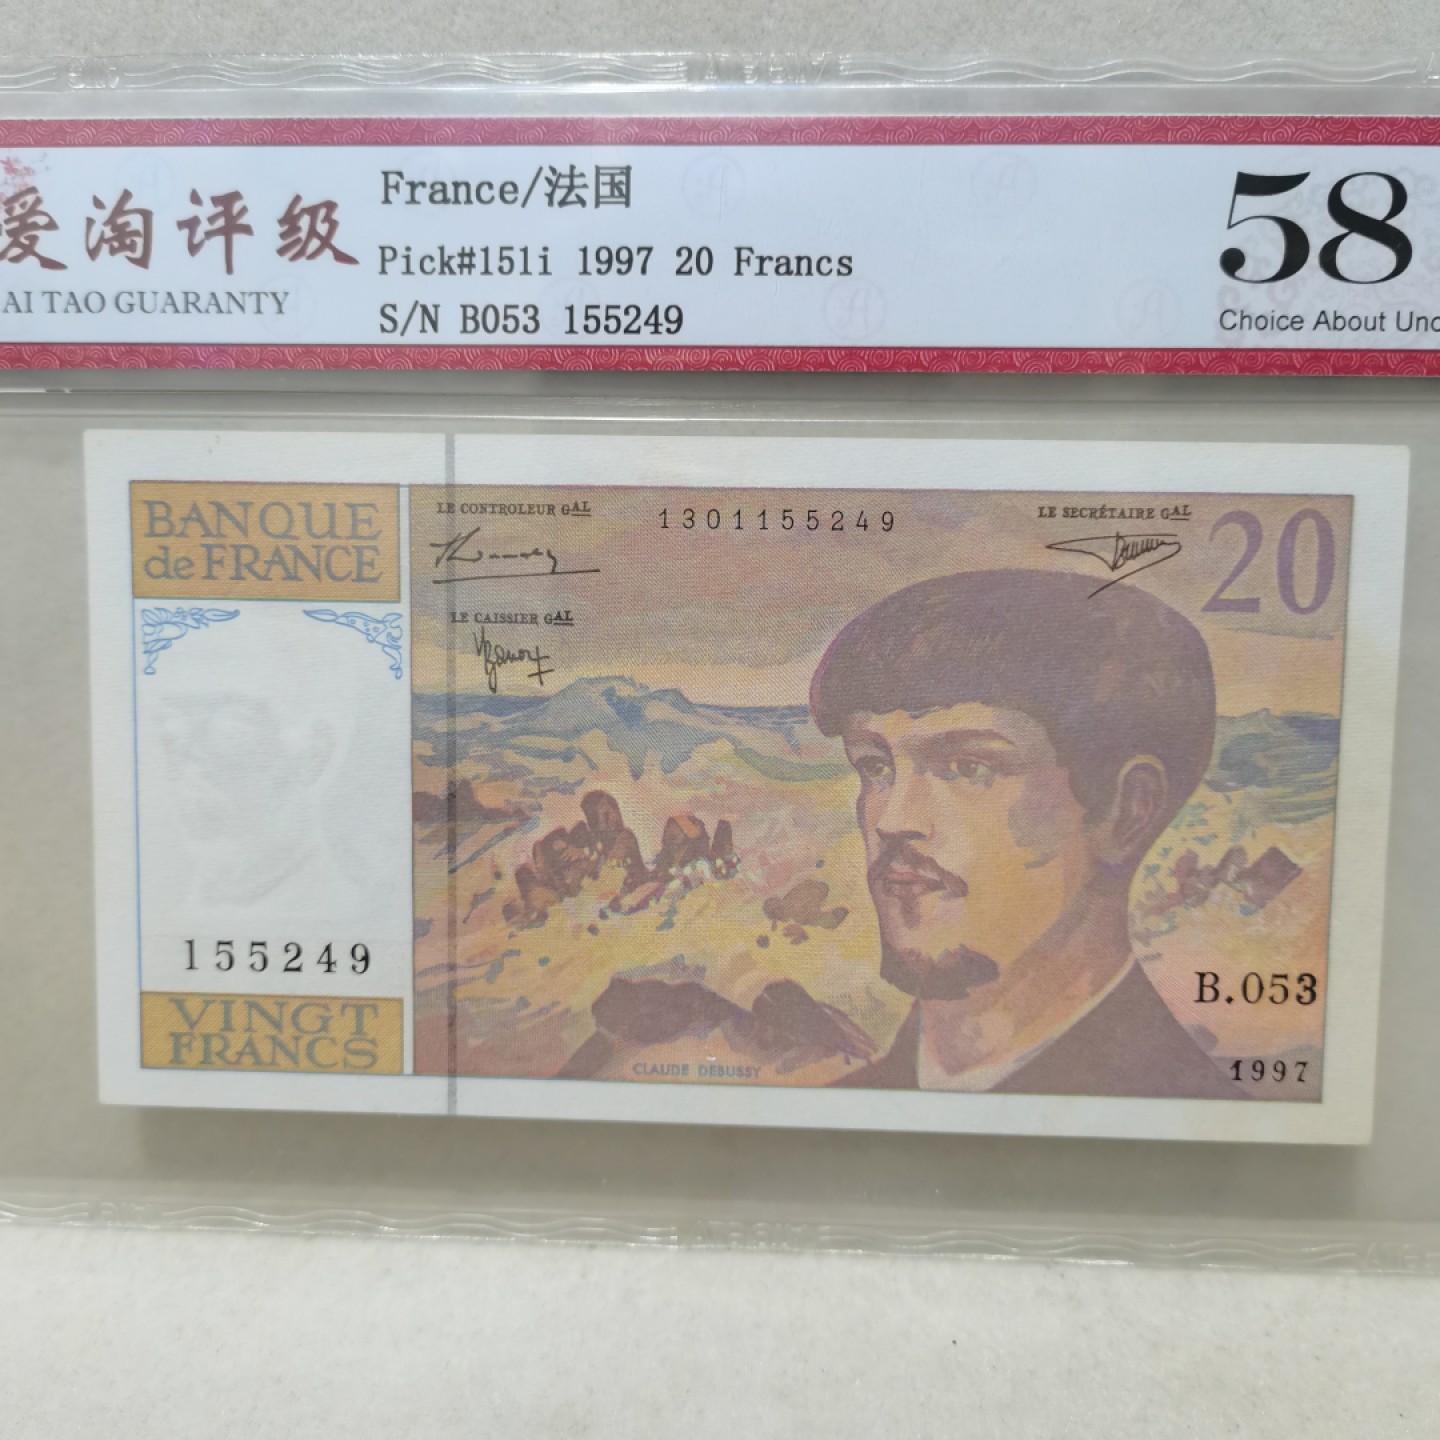 爱淘评级
AI TAO GUARANTY
France/法国
Pick#151i 1997 20 Francs
S/N B053 155249
58
Choice About Unc
BANQUE
de FRANCE
LE CONTROLEUR GAL
1301155249
LE SECRÉTAIRE GAL
20
LE CAISSIER GAL
155249
B.053
VINGT
FRANCS
CLAUDE DEBUSSY
1997